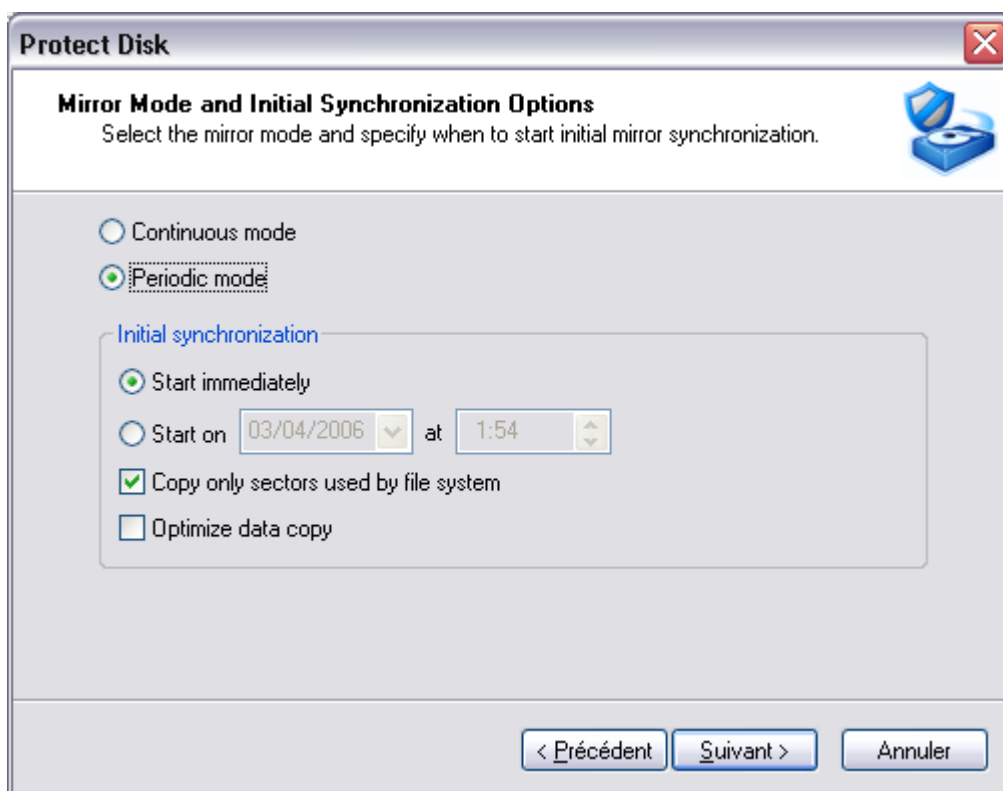 Protect Disk
Mirror Mode and Initial Synchronization Options
Select the mirror mode and specify when to start initial mirror synchronization.
Continuous mode
Periodic mode
Initial synchronization
Start immediately
Start on 03/04/2006 at 1:54
Copy only sectors used by file system
Optimize data copy
< Précédent Suivant > Annuler